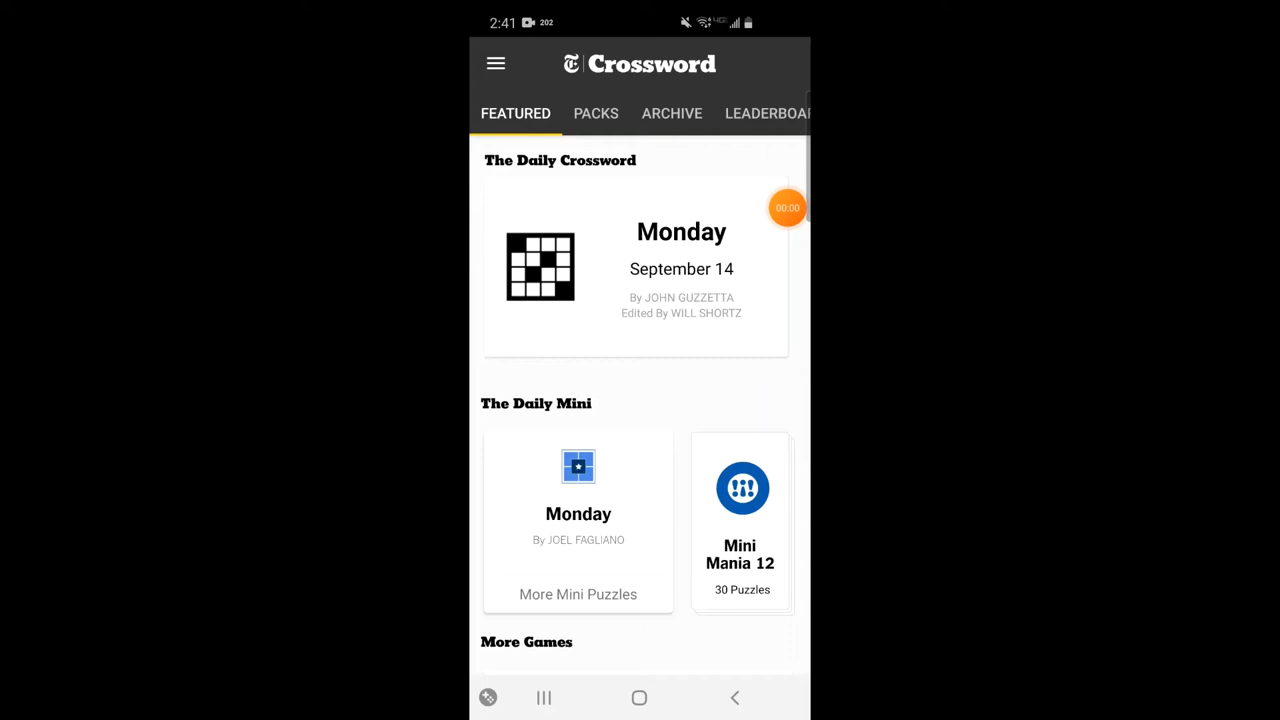 2:41 202
Crossword
FEATURED PACKS ARCHIVE LEADERBOAR
The Daily Crossword
00:00
Monday
September 14
By JOHN GUZZETTA
Edited By WILL SHORTZ
The Daily Mini
Monday
By JOEL FAGLIANO
More Mini Puzzles
Mini
Mania 12
30 Puzzles
More Games